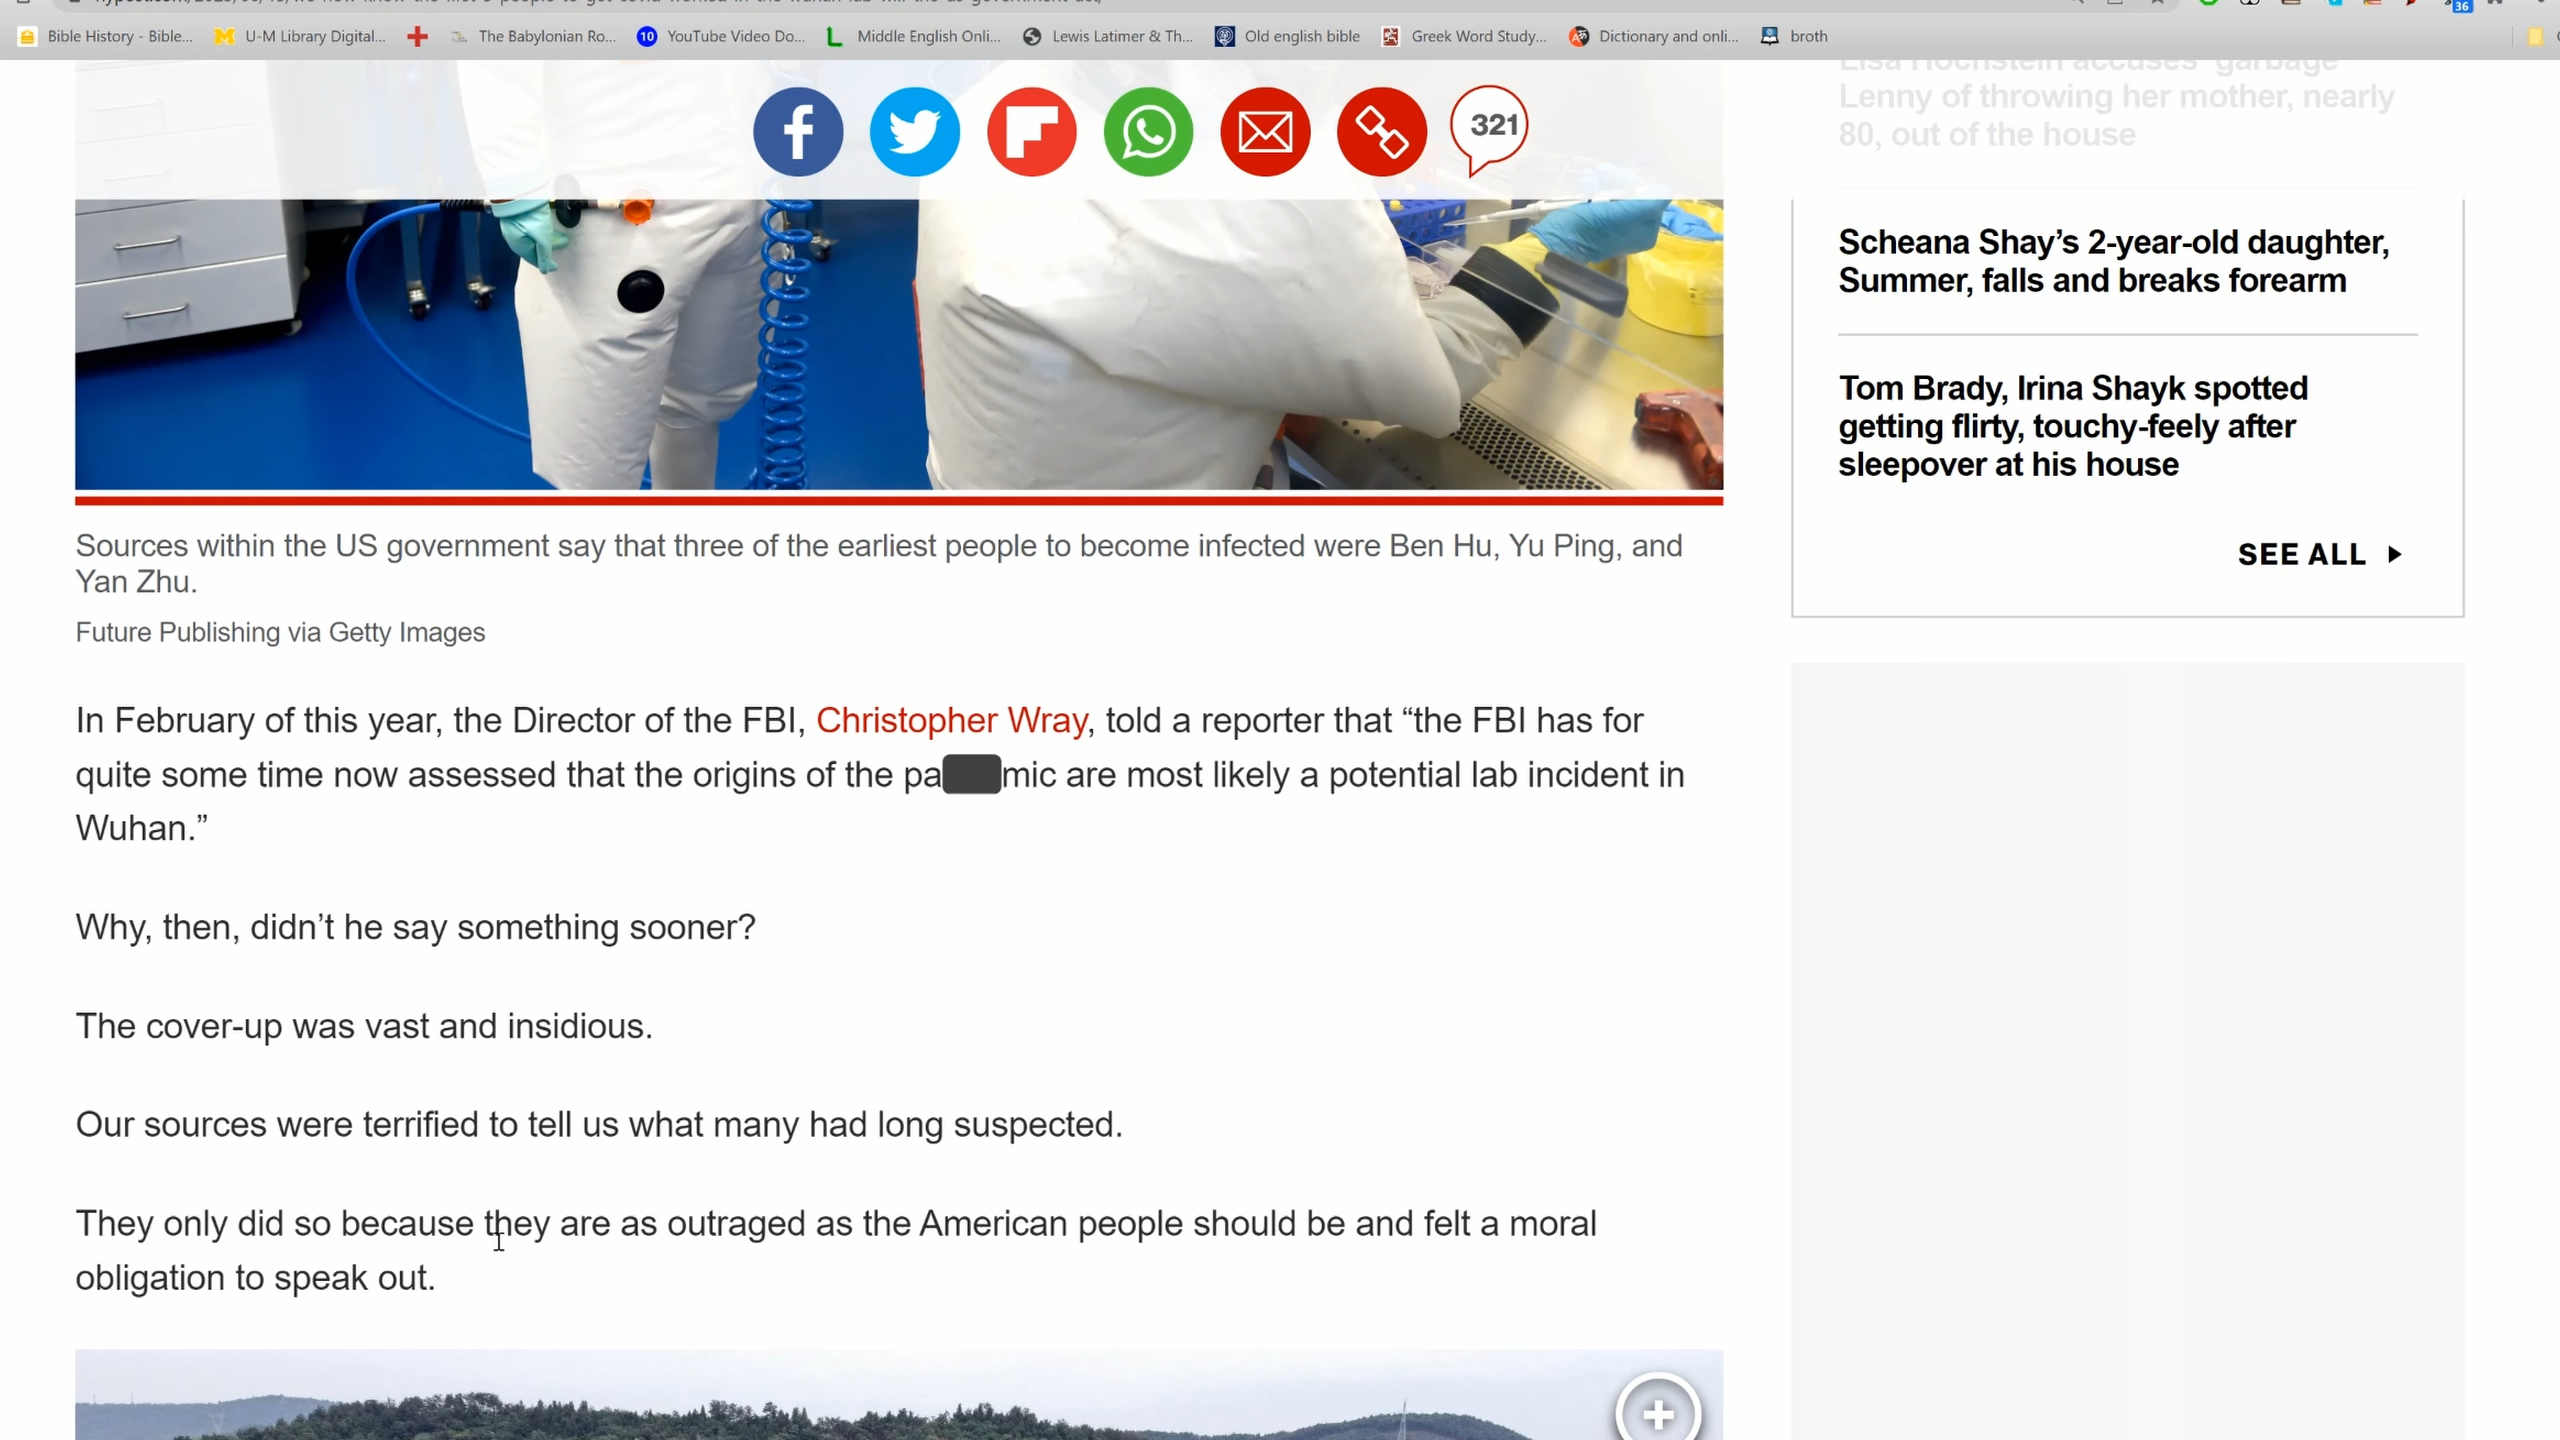 Bible History - Bible...
U-M Library Digital...
The Babylonian Ro...
10
YouTube Video Do...
Middle English Onli...
Lewis Latimer & Th...
Old english bible
Greek Word Study...
Dictionary and onli...
broth
36
321
Lisa Hochstein accuses 'garbage'
Lenny of throwing her mother, nearly
80, out of the house
Scheana Shay’s 2-year-old daughter,
Summer, falls and breaks forearm
Tom Brady, Irina Shayk spotted
getting flirty, touchy-feely after
sleepover at his house
SEE ALL
Sources within the US government say that three of the earliest people to become infected were Ben Hu, Yu Ping, and
Yan Zhu.
Future Publishing via Getty Images
In February of this year, the Director of the FBI, Christopher Wray, told a reporter that “the FBI has for
quite some time now assessed that the origins of the pa mic are most likely a potential lab incident in
Wuhan.”
Why, then, didn’t he say something sooner?
The cover-up was vast and insidious.
Our sources were terrified to tell us what many had long suspected.
They only did so because they are as outraged as the American people should be and felt a moral
obligation to speak out.